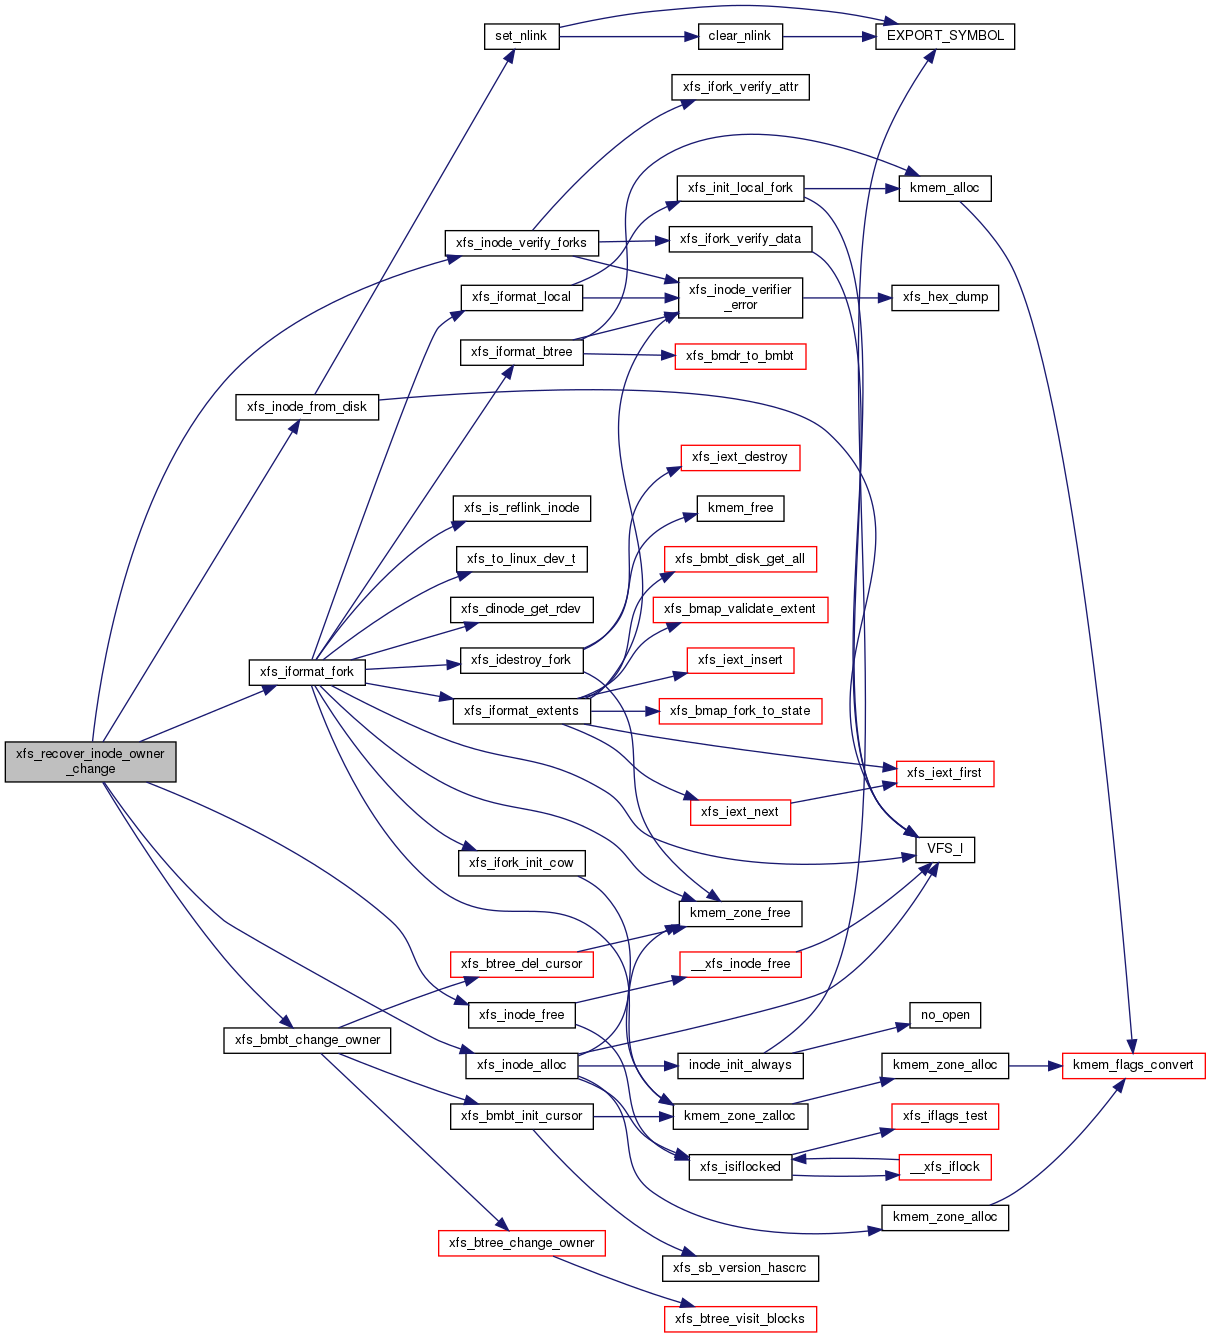 set_nlink
clear_nlink
EXPORT_SYMBOL
xfs_ifork_verify_attr
xfs_init_local_fork
kmem_alloc
xfs_inode_verify_forks
xfs_ifork_verify_data
xfs_iformat_local
xfs_inode_verifier
_error
xfs_hex_dump
xfs_iformat_btree
xfs_bmdr_to_bmbt
xfs_inode_from_disk
xfs_iext_destroy
xfs_is_reflink_inode
kmem_free
xfs_to_linux_dev_t
xfs_bmbt_disk_get_all
xfs_dinode_get_rdev
xfs_bmap_validate_extent
xfs_iformat_fork
xfs_idestroy_fork
xfs_iext_insert
xfs_iformat_extents
xfs_bmap_fork_to_state
xfs_recover_inode_owner
_change
xfs_iext_first
xfs_iext_next
VFS_I
xfs_ifork_init_cow
kmem_zone_free
xfs_btree_del_cursor
__xfs_inode_free
xfs_inode_free
no_open
xfs_bmbt_change_owner
xfs_inode_alloc
inode_init_always
kmem_zone_alloc
kmem_flags_convert
xfs_bmbt_init_cursor
kmem_zone_zalloc
xfs_iflags_test
xfs_isiflocked
__xfs_iflock
kmem_zone_alloc
xfs_btree_change_owner
xfs_sb_version_hascrc
xfs_btree_visit_blocks